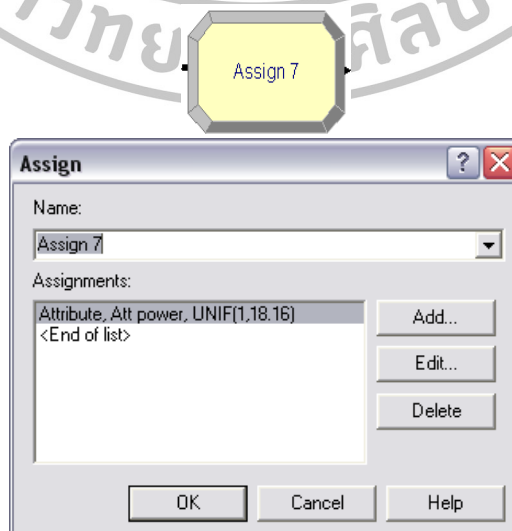 Assign 7
Assign
Name:
Assign 7
Assignments:
Attribute, Att power, UNIF(1,18.16)
<End of list>
Add...
Edit...
Delete
OK
Cancel
Help